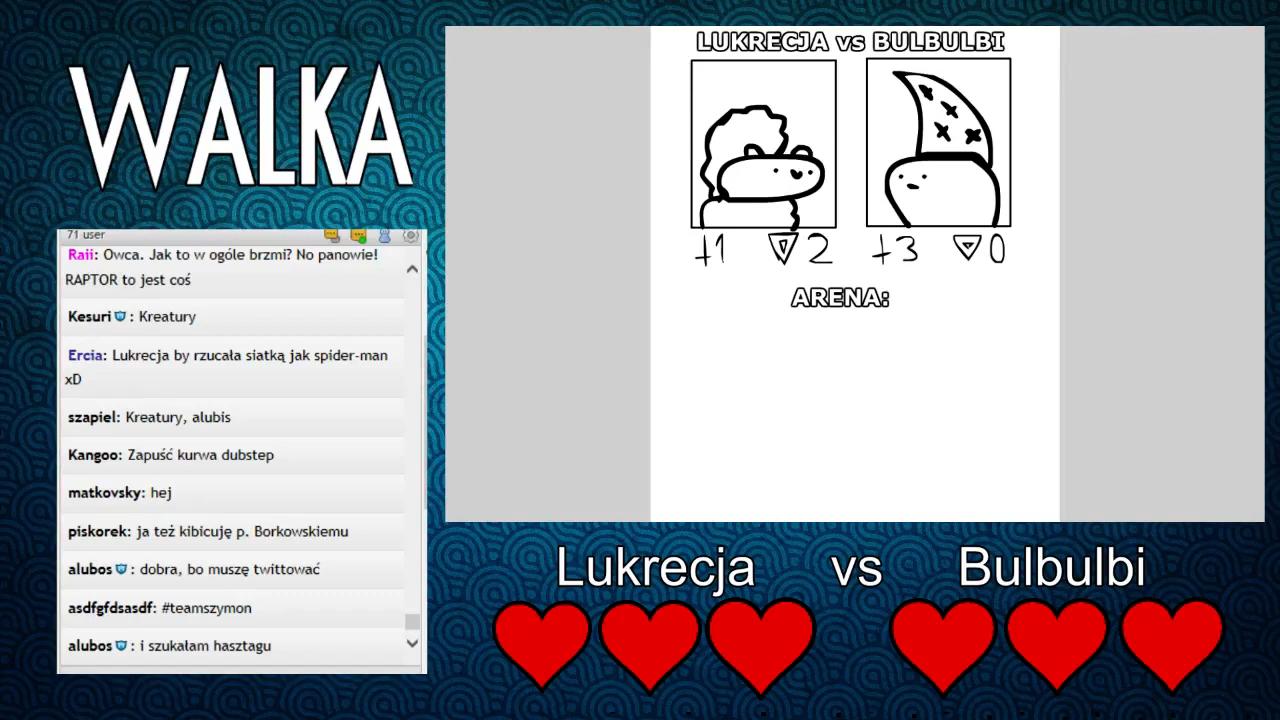 WALKA
71 user
Raii: Owca. Jak to w ogóle brzmi? No panowie!
RAPTOR to jest coś
Kesuri: Kreatury
Ercia: Lukrecja by rzucała siatką jak spider-man
xD
szapiel: Kreatury, alubis
Kangoo: Zapuść kurwa dubstep
matkovsky: hej
piskorek: ja też kibicuję p. Borkowskiemu
alubos : dobra, bo muszę twittować
asdfgfdsasdf: #teamszymon
alubos : i szukałam hasztagu
LUKRECJA vs BULBULBI
+1 2 +3 0
ARENA:
Lukrecja vs Bulbulbi